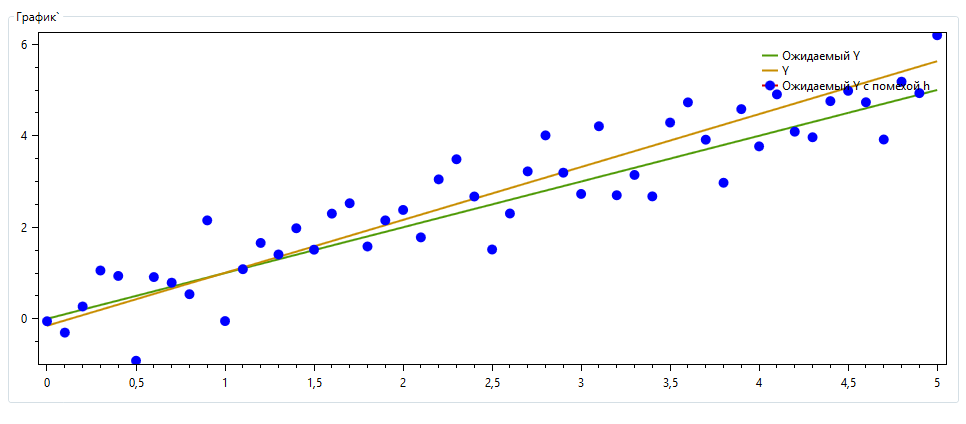 График`
6
4
2
0
Ожидаемый Y
Y
Ожидаемый Y с помехой h
0 0,5 1 1,5 2 2,5 3 3,5 4 4,5 5